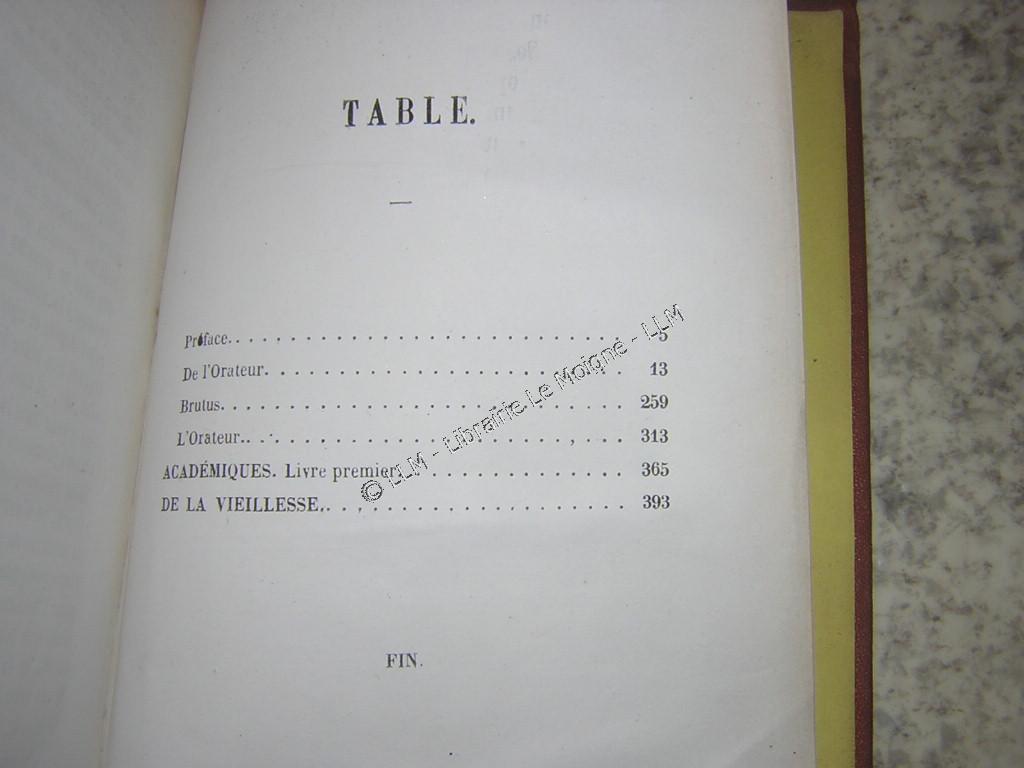 TABLE.
Préface. 5
De l'Orateur. 13
Brutus. 259
L'Orateur. 313
ACADÉMIQUES. Livre premier. 365
DE LA VIEILLESSE. 393
FIN.
© LLM - Librairie Le Moigne - LLM